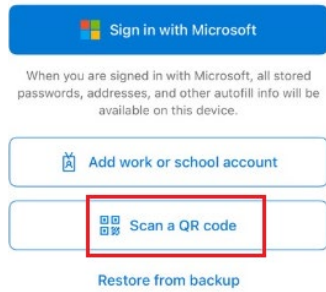 Sign in with Microsoft
When you are signed in with Microsoft, all stored
passwords, addresses, and other autofill info will be
available on this device.
Add work or school account
Scan a QR code
Restore from backup